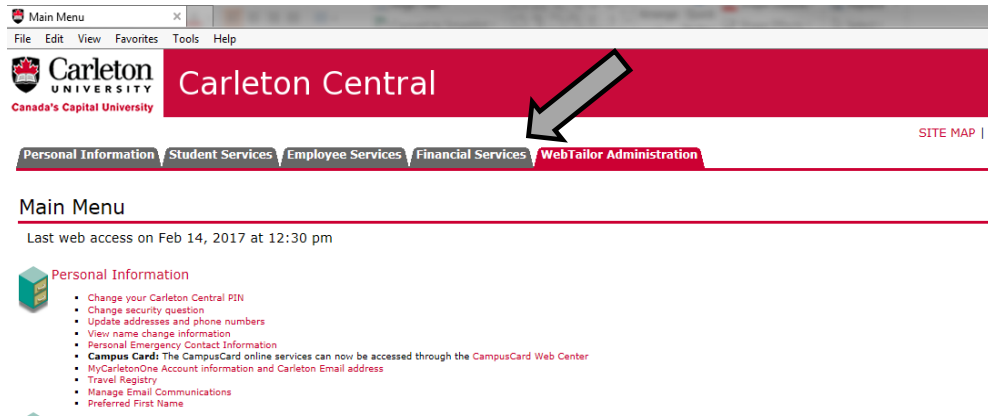 Main Menu
File Edit View Favorites Tools Help
Carleton
UNIVERSITY
Canada's Capital University
Carleton Central
SITE MAP |
Personal Information Student Services Employee Services Financial Services WebTailor Administration
Main Menu
Last web access on Feb 14, 2017 at 12:30 pm
Personal Information
Change your Carleton Central PIN
Change security question
Update addresses and phone numbers
View name change information
Personal Emergency Contact Information
Campus Card: The CampusCard online services can now be accessed through the CampusCard Web Center
MyCarletonOne Account information and Carleton Email address
Travel Registry
Manage Email Communications
Preferred First Name